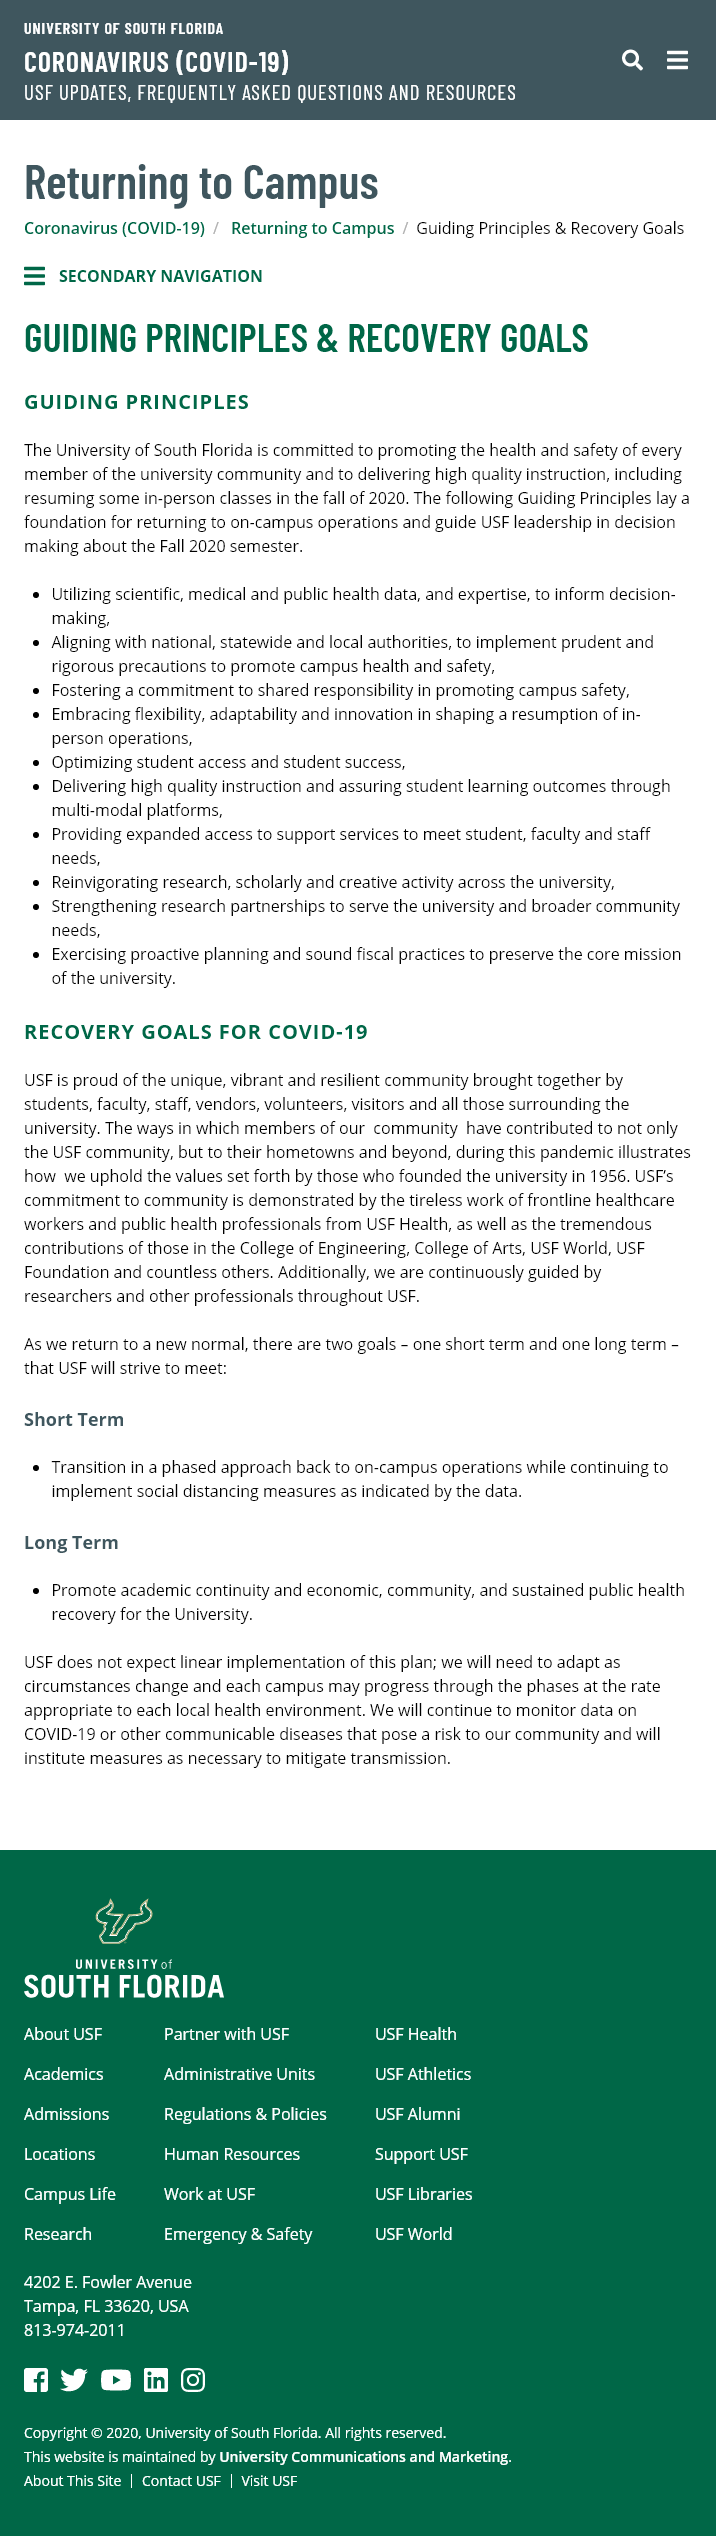 UNIVERSITY OF SOUTH FLORIDA
CORONAVIRUS (COVID-19)
USF UPDATES, FREQUENTLY ASKED QUESTIONS AND RESOURCES
Returning to Campus
Coronavirus (COVID-19) / Returning to Campus / Guiding Principles & Recovery Goals
SECONDARY NAVIGATION
GUIDING PRINCIPLES & RECOVERY GOALS
GUIDING PRINCIPLES
The University of South Florida is committed to promoting the health and safety of every
member of the university community and to delivering high quality instruction, including
resuming some in-person classes in the fall of 2020. The following Guiding Principles lay a
foundation for returning to on-campus operations and guide USF leadership in decision
making about the Fall 2020 semester.
• Utilizing scientific, medical and public health data, and expertise, to inform decision-
making,
• Aligning with national, statewide and local authorities, to implement prudent and
rigorous precautions to promote campus health and safety,
• Fostering a commitment to shared responsibility in promoting campus safety,
• Embracing flexibility, adaptability and innovation in shaping a resumption of in-
person operations,
• Optimizing student access and student success,
• Delivering high quality instruction and assuring student learning outcomes through
multi-modal platforms,
• Providing expanded access to support services to meet student, faculty and staff
needs,
• Reinvigorating research, scholarly and creative activity across the university,
• Strengthening research partnerships to serve the university and broader community
needs,
• Exercising proactive planning and sound fiscal practices to preserve the core mission
of the university.
RECOVERY GOALS FOR COVID-19
USF is proud of the unique, vibrant and resilient community brought together by
students, faculty, staff, vendors, volunteers, visitors and all those surrounding the
university. The ways in which members of our community have contributed to not only
the USF community, but to their hometowns and beyond, during this pandemic illustrates
how we uphold the values set forth by those who founded the university in 1956. USF’s
commitment to community is demonstrated by the tireless work of frontline healthcare
workers and public health professionals from USF Health, as well as the tremendous
contributions of those in the College of Engineering, College of Arts, USF World, USF
Foundation and countless others. Additionally, we are continuously guided by
researchers and other professionals throughout USF.
As we return to a new normal, there are two goals – one short term and one long term –
that USF will strive to meet:
Short Term
• Transition in a phased approach back to on-campus operations while continuing to
implement social distancing measures as indicated by the data.
Long Term
• Promote academic continuity and economic, community, and sustained public health
recovery for the University.
USF does not expect linear implementation of this plan; we will need to adapt as
circumstances change and each campus may progress through the phases at the rate
appropriate to each local health environment. We will continue to monitor data on
COVID-19 or other communicable diseases that pose a risk to our community and will
institute measures as necessary to mitigate transmission.
UNIVERSITY of
SOUTH FLORIDA
About USF Partner with USF USF Health
Academics Administrative Units USF Athletics
Admissions Regulations & Policies USF Alumni
Locations Human Resources Support USF
Campus Life Work at USF USF Libraries
Research Emergency & Safety USF World
4202 E. Fowler Avenue
Tampa, FL 33620, USA
813-974-2011
Copyright © 2020, University of South Florida. All rights reserved.
This website is maintained by University Communications and Marketing.
About This Site | Contact USF | Visit USF